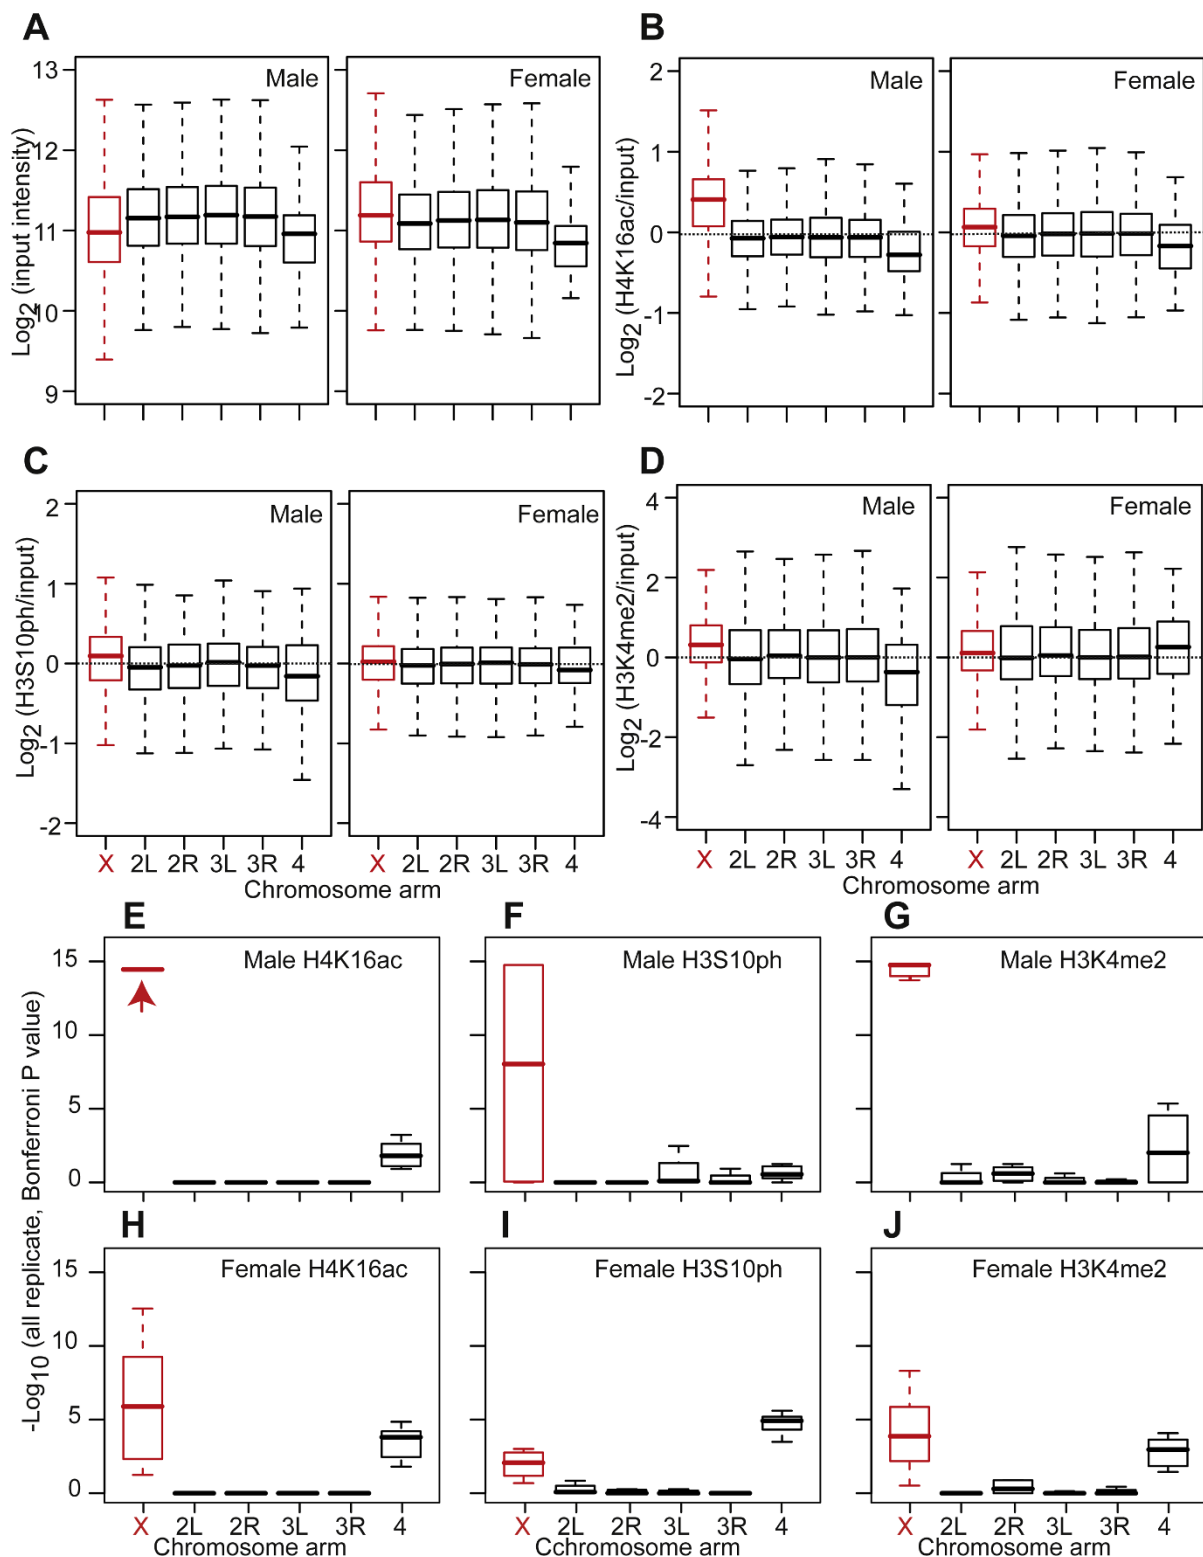 A
B
Log2 (input intensity)
13
12
11
10
9
Male
Female
Log2 (H4K16ac/input)
2
1
0
-1
-2
Male
Female
C
D
Log2 (H3S10ph/input)
2
1
0
-1
-2
Male
Female
X 2L 2R 3L 3R 4
Chromosome arm
Log2 (H3K4me2/input)
4
2
0
-2
-4
Male
Female
X 2L 2R 3L 3R 4
X 2L 2R 3L 3R 4
X 2L 2R 3L 3R 4
Chromosome arm
E
F
G
-Log10 (all replicate, Bonferroni P value)
15
10
5
0
Male H4K16ac
Male H3S10ph
Male H3K4me2
H
I
J
15
10
5
0
Female H4K16ac
Female H3S10ph
Female H3K4me2
X 2L 2R 3L 3R 4
X 2L 2R 3L 3R 4
X 2L 2R 3L 3R 4
Chromosome arm
Cchromosome arm
Chromosome arm